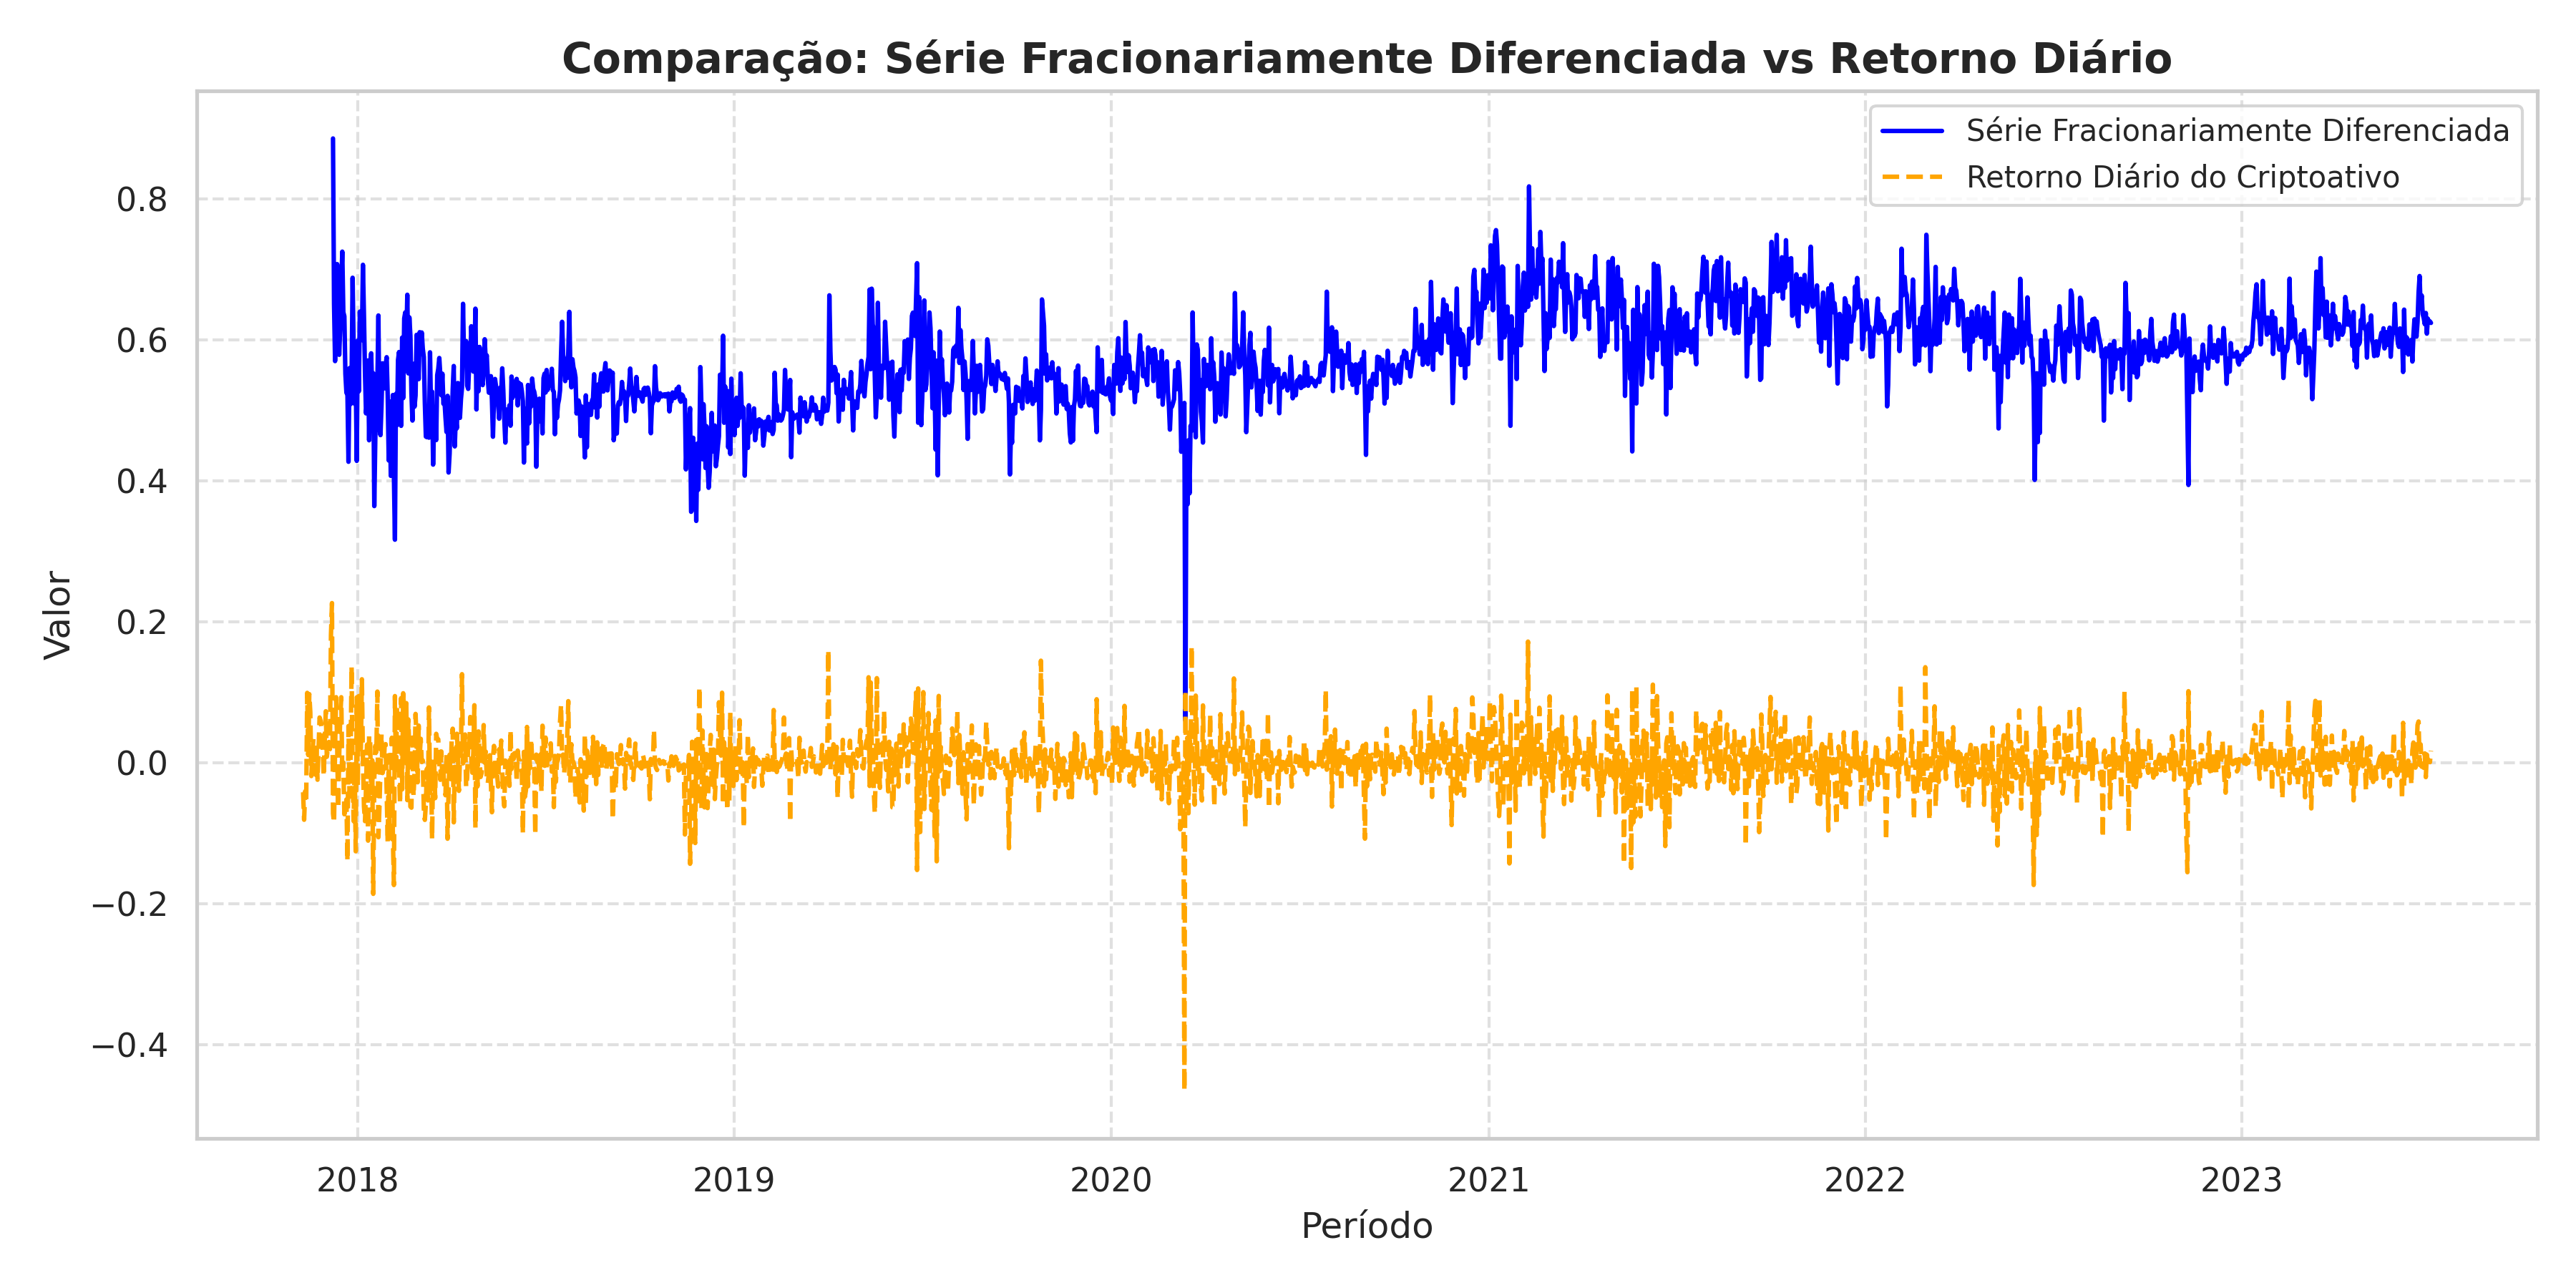 Comparação: Série Fracionariamente Diferenciada vs Retorno Diário
Série Fracionariamente Diferenciada
Retorno Diário do Criptoativo
Valor
0.8
0.6
0.4
0.2
0.0
−0.2
−0.4
2018
2019
2020
2021
2022
2023
Período